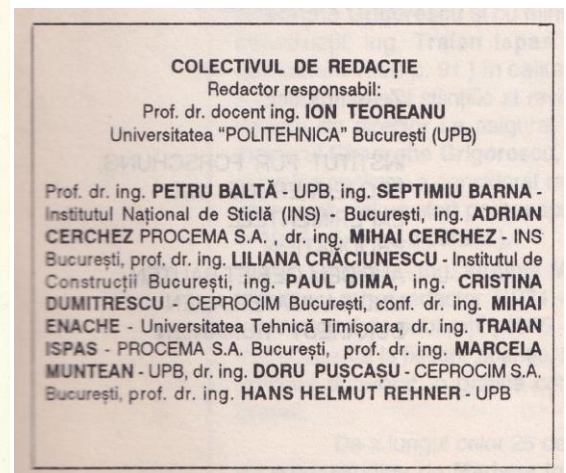 COLECTIVUL DE REDACȚIE
Redactor responsabil:
Prof. dr. docent ing. ION TEOREANU
Universitatea "POLITEHNICA" București (UPB)
Prof. dr. ing. PETRU BALTĂ - UPB, ing. SEPTIMIU BARNA -
Institutul Național de Sticlă (INS) - București, ing. ADRIAN
CERCHEZ PROCEMA S.A. , dr. ing. MIHAI CERCHEZ - INS
București, prof. dr. ing. LILIANA CRĂCIUNESCU - Institutul de
Construcții București, ing. PAUL DIMA, ing. CRISTINA
DUMITRESCU - CEPROCIM București, conf. dr. ing. MIHAI
ENACHE - Universitatea Tehnică Timișoara, dr. ing. TRAIAN
ISPAS - PROCEMA S.A. București, prof. dr. ing. MARCELA
MUNTEAN - UPB, dr. ing. DORU PUȘCAȘU - CEPROCIM S.A.
București, prof. dr. ing. HANS HELMUT REHNER - UPB